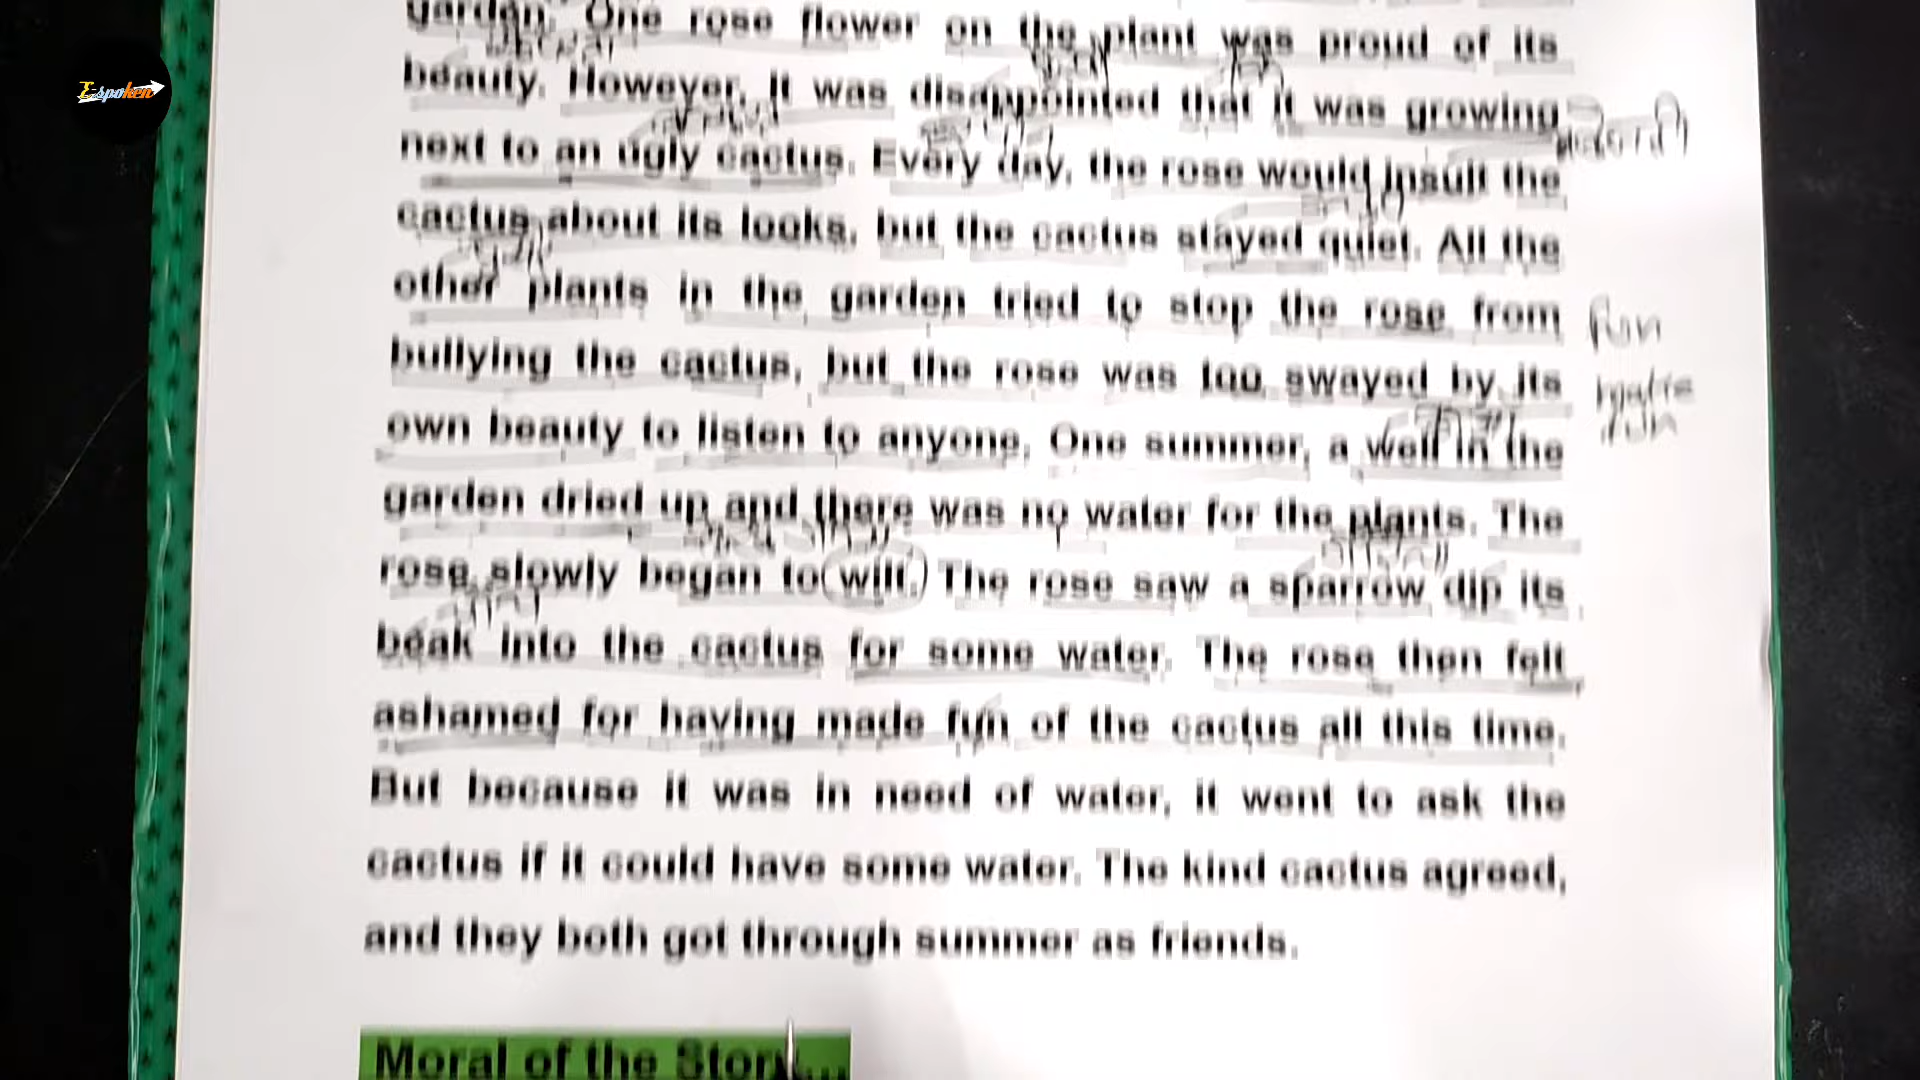 E-spoken
garden. One rose flower on the plant was proud of its
beauty. However, it was disappointed that it was growing
next to an ugly cactus. Every day, the rose would insult the
cactus about its looks, but the cactus stayed quiet. All the
other plants in the garden tried to stop the rose from
fun
bullying the cactus, but the rose was too swayed by its
own beauty to listen to anyone. One summer, a well in the
garden dried up and there was no water for the plants. The
rose slowly began to wilt. The rose saw a sparrow dip its
beak into the cactus for some water. The rose then felt
ashamed for having made fun of the cactus all this time.
But because it was in need of water, it went to ask the
cactus if it could have some water. The kind cactus agreed,
and they both got through summer as friends.
Moral of the Story...